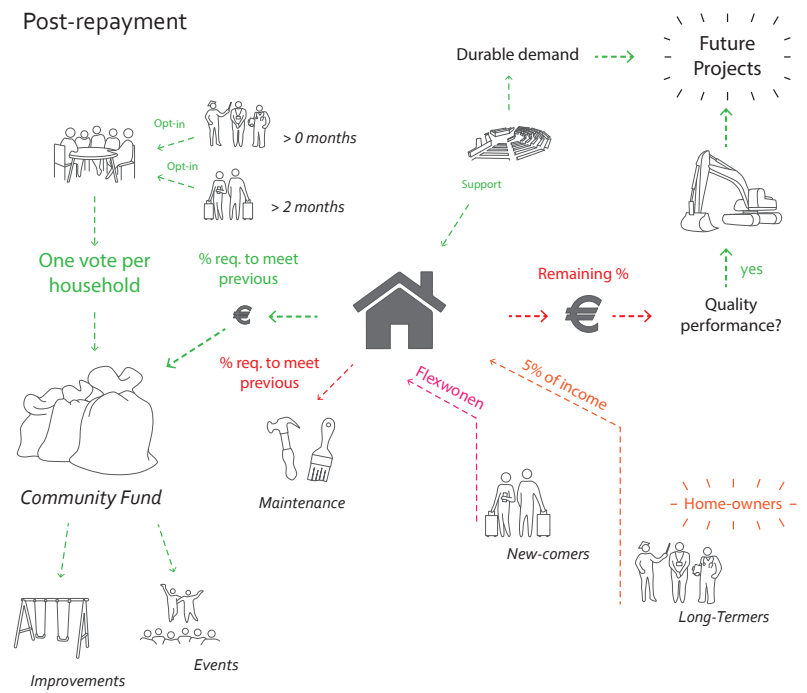 Post-repayment
Durable demand
Future
Projects
Opt-in
> 0 months
Opt-in
> 2 months
Support
One vote per
household
% req. to meet
previous
€
Remaining %
€
yes
Quality
performance?
% req. to meet
previous
Flexwonen
5% of income
Community Fund
Maintenance
New-comers
Home-owners
Long-Termers
Improvements
Events